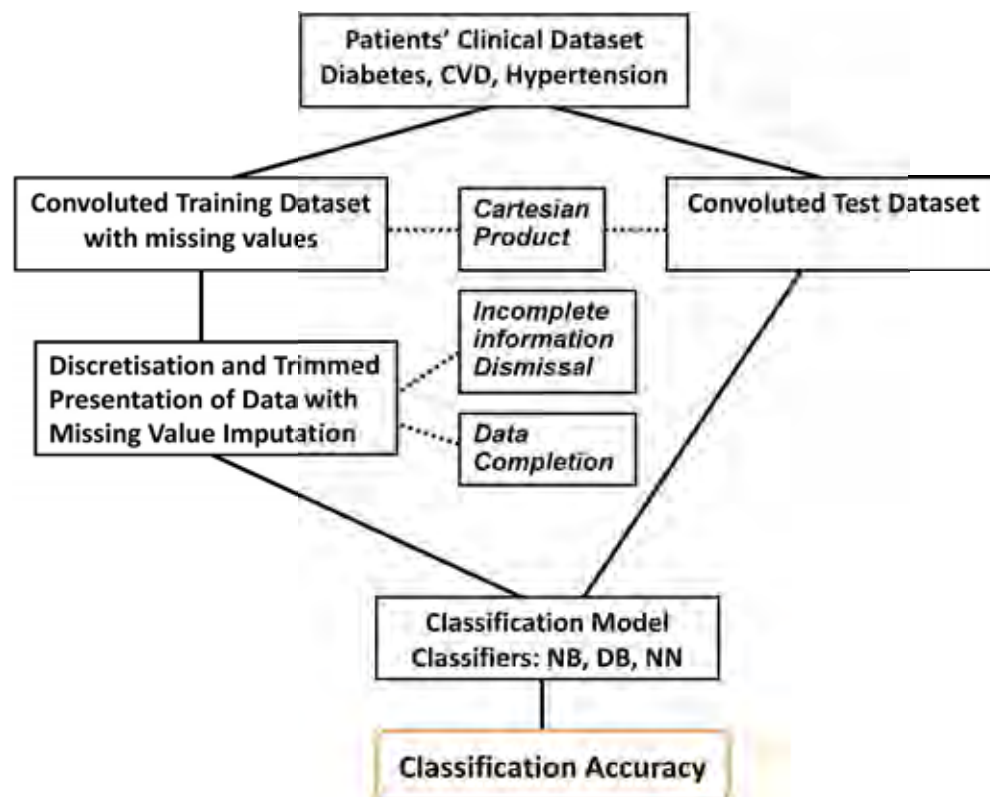 Patients' Clinical Dataset
Diabetes, CVD, Hypertension
Convoluted Training Dataset
with missing values
Cartesian
Product
Convoluted Test Dataset
Incomplete
information
Dismissal
Discretisation and Trimmed
Presentation of Data with
Missing Value Imputation
Data
Completion
Classification Model
Classifiers: NB, DB, NN
Classification Accuracy